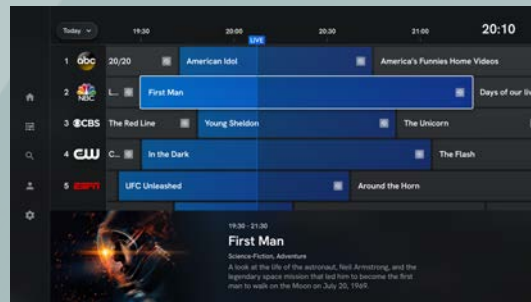 Today
19:30
20:00
20:30
21:00
20:10
LIVE
1 abc 20/20 American Idol America's Funnies Home Videos
2 NBC L... First Man Days of our liv
3 CBS The Red Line Young Sheldon The Unicorn
4 CW C... In the Dark The Flash
5 ESPN UFC Unleashed Around the Horn
19:30 - 21:30
First Man
Science-Fiction, Adventure
A look at the life of the astronaut, Neil Armstrong, and the
legendary space mission that led him to become the first
man to walk on the Moon on July 20, 1969.